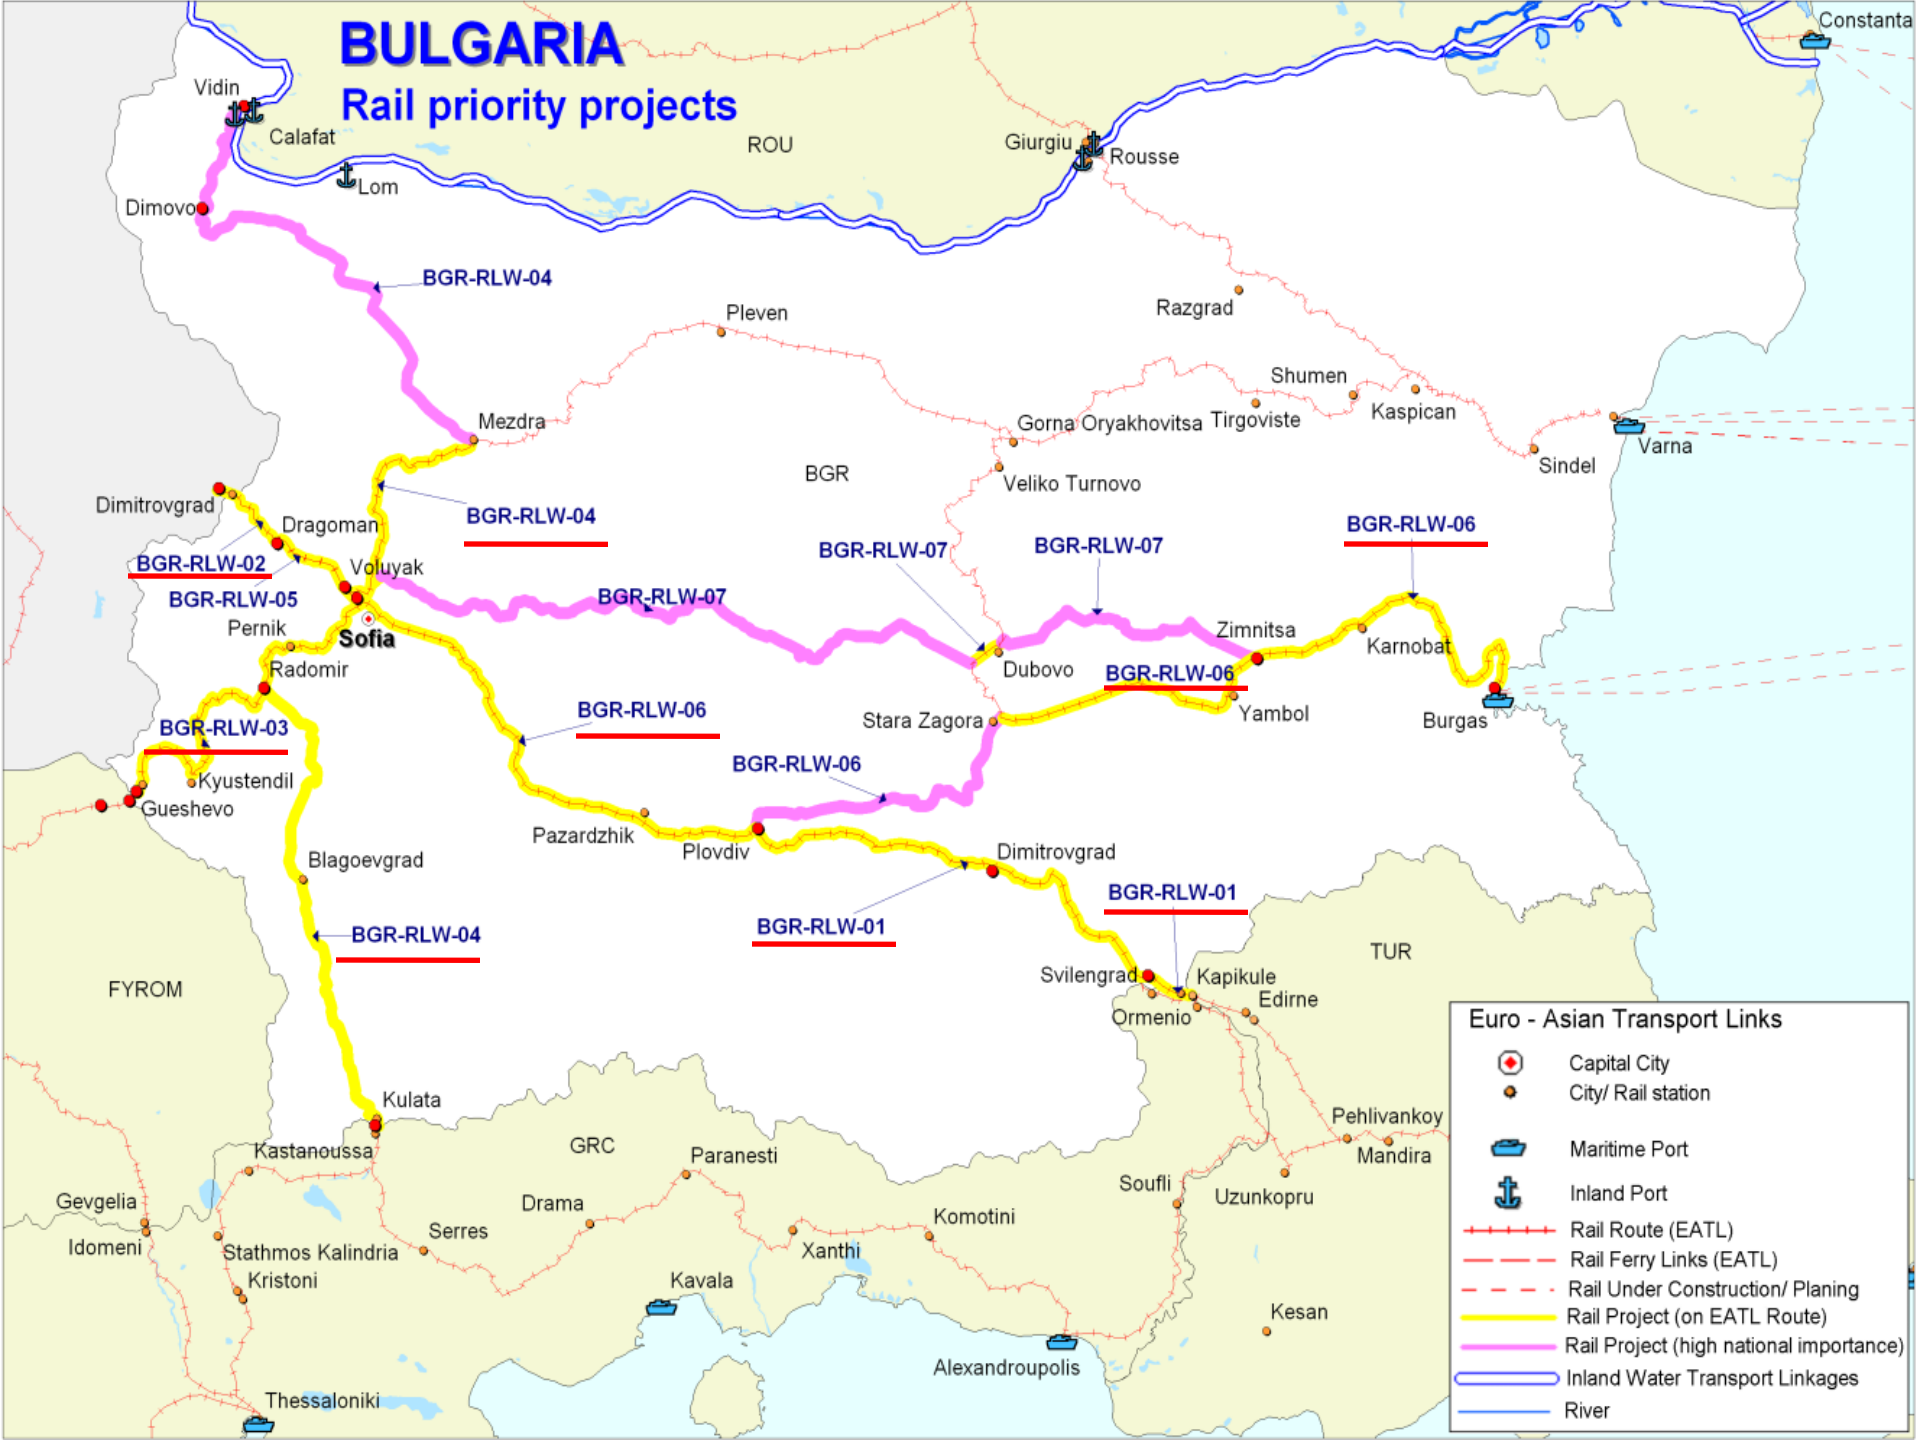 BULGARIA
Rail priority projects
Constanta
Vidin
Calafat
ROU
Giurgiu
Rousse
Lom
Dimovo
BGR-RLW-04
Razgrad
Pleven
Shumen
Kaspican
Mezdra
Gorna Oryakhovitsa
Tirgoviste
Varna
Sindel
BGR
Veliko Turnovo
Dimitrovgrad
Dragoman
BGR-RLW-04
BGR-RLW-06
BGR-RLW-07
BGR-RLW-07
BGR-RLW-02
Voluyak
BGR-RLW-05
BGR-RLW-07
Pernik
Sofia
Zimnitsa
Karnobat
Radomir
Dubovo
BGR-RLW-06
BGR-RLW-06
Yambol
Stara Zagora
Burgas
BGR-RLW-03
BGR-RLW-06
Kyustendil
Gueshevo
Pazardzhik
Plovdiv
Dimitrovgrad
Blagoevgrad
BGR-RLW-01
BGR-RLW-01
BGR-RLW-04
TUR
FYROM
Svilengrad
Kapikule
Edirne
Ormenio
Kulata
Pehlivankoy
Mandira
GRC
Kastanoussa
Paranesti
Soufli
Uzunkopru
Gevgelia
Idomeni
Drama
Serres
Komotini
Xanthi
Stathmos Kalindria
Kristoni
Kavala
Kesan
Alexandroupolis
Thessaloniki
Euro - Asian Transport Links
Capital City
City/ Rail station
Maritime Port
Inland Port
Rail Route (EATL)
Rail Ferry Links (EATL)
Rail Under Construction/ Planing
Rail Project (on EATL Route)
Rail Project (high national importance)
Inland Water Transport Linkages
River